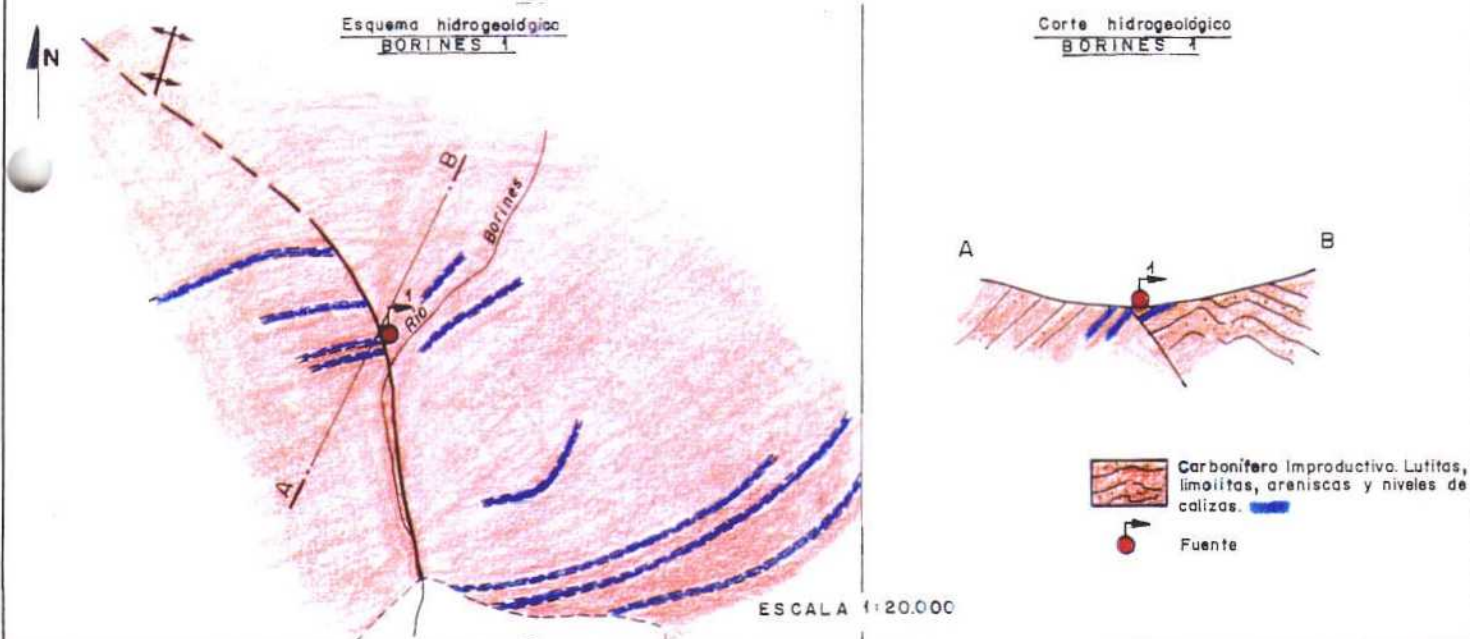 N
Esquema hidrogeológico
BORINES 1
B
Borines
1
Río
A
ESCALA 1:20.000
Corte hidrogeológico
BORINES 1
A
B
1
Carbonífero Improductivo. Lutitas,
limolitas, areniscas y niveles de
calizas.
Fuente